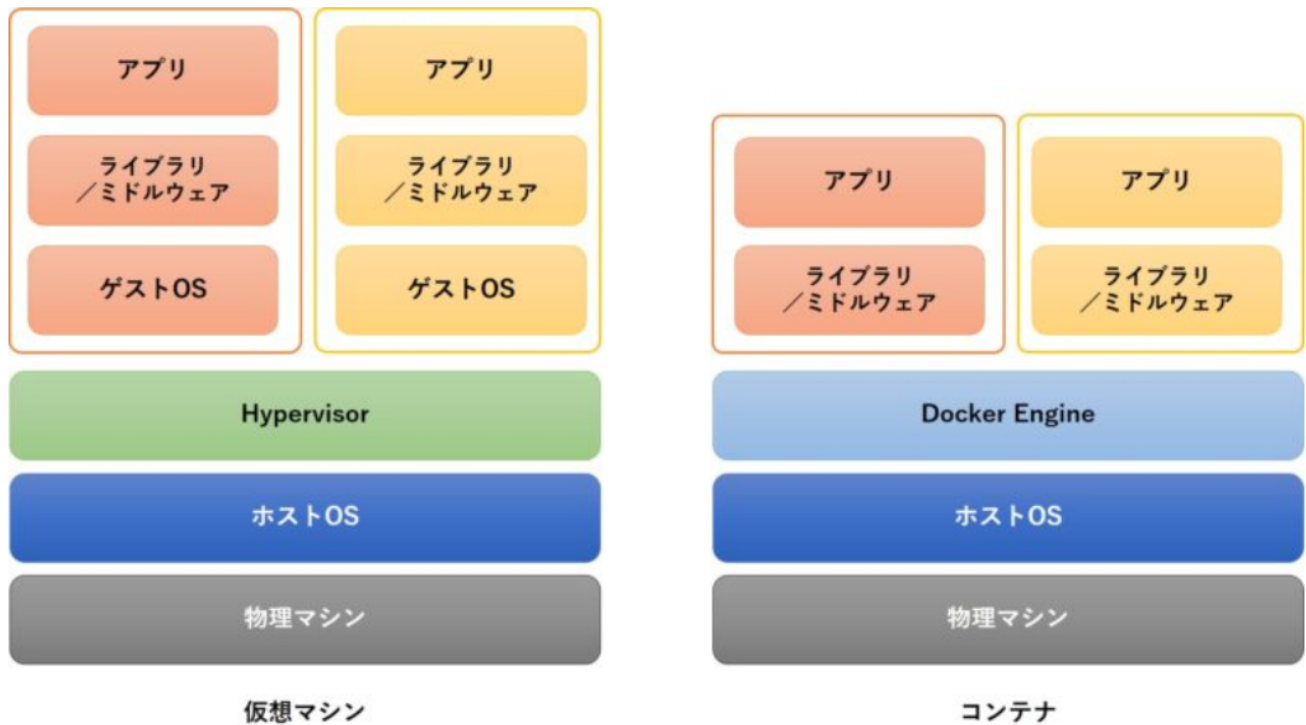 アプリ
アプリ
ライブラリ
／ミドルウェア
ライブラリ
／ミドルウェア
ゲストOS
ゲストOS
Hypervisor
ホストOS
物理マシン
仮想マシン
アプリ
アプリ
ライブラリ
／ミドルウェア
ライブラリ
／ミドルウェア
Docker Engine
ホストOS
物理マシン
コンテナ